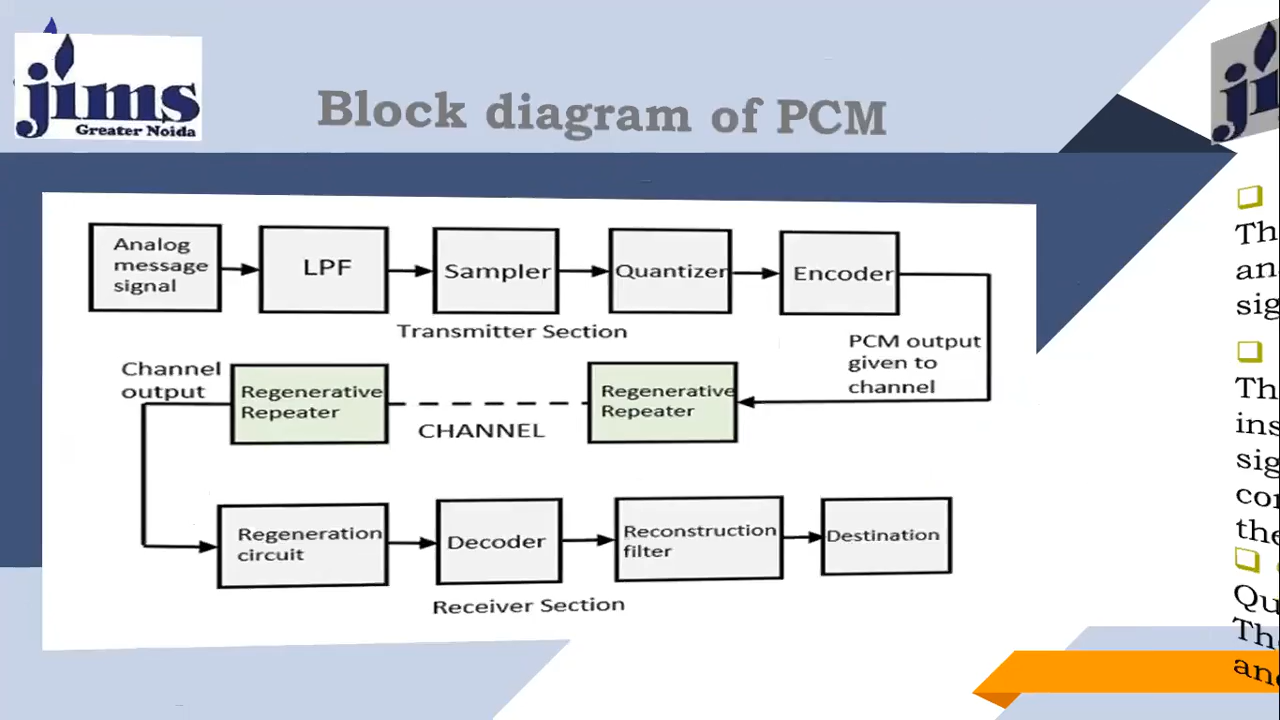 jims
Greater Noida
Block diagram of PCM
Analog
message
signal
LPF
Sampler
Quantizer
Encoder
Transmitter Section
PCM output
given to
channel
Channel
output
Regenerative
Repeater
CHANNEL
Regenerative
Repeater
Regeneration
circuit
Decoder
Reconstruction
filter
Destination
Receiver Section